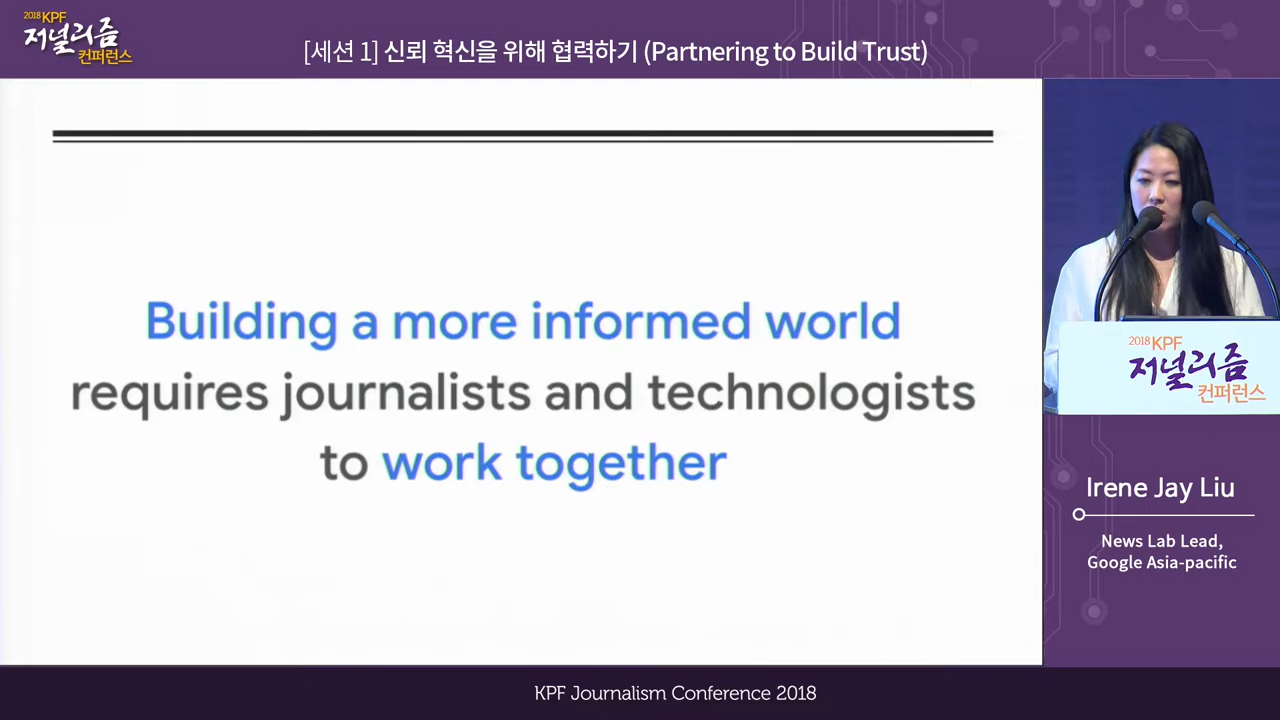 2018 KPF
저널리즘
컨퍼런스
[세션 1] 신뢰 혁신을 위해 협력하기 (Partnering to Build Trust)
Building a more informed world
requires journalists and technologists
to work together
2018 KPF
저널리즘
컨퍼런스
Irene Jay Liu
News Lab Lead,
Google Asia-pacific
KPF Journalism Conference 2018